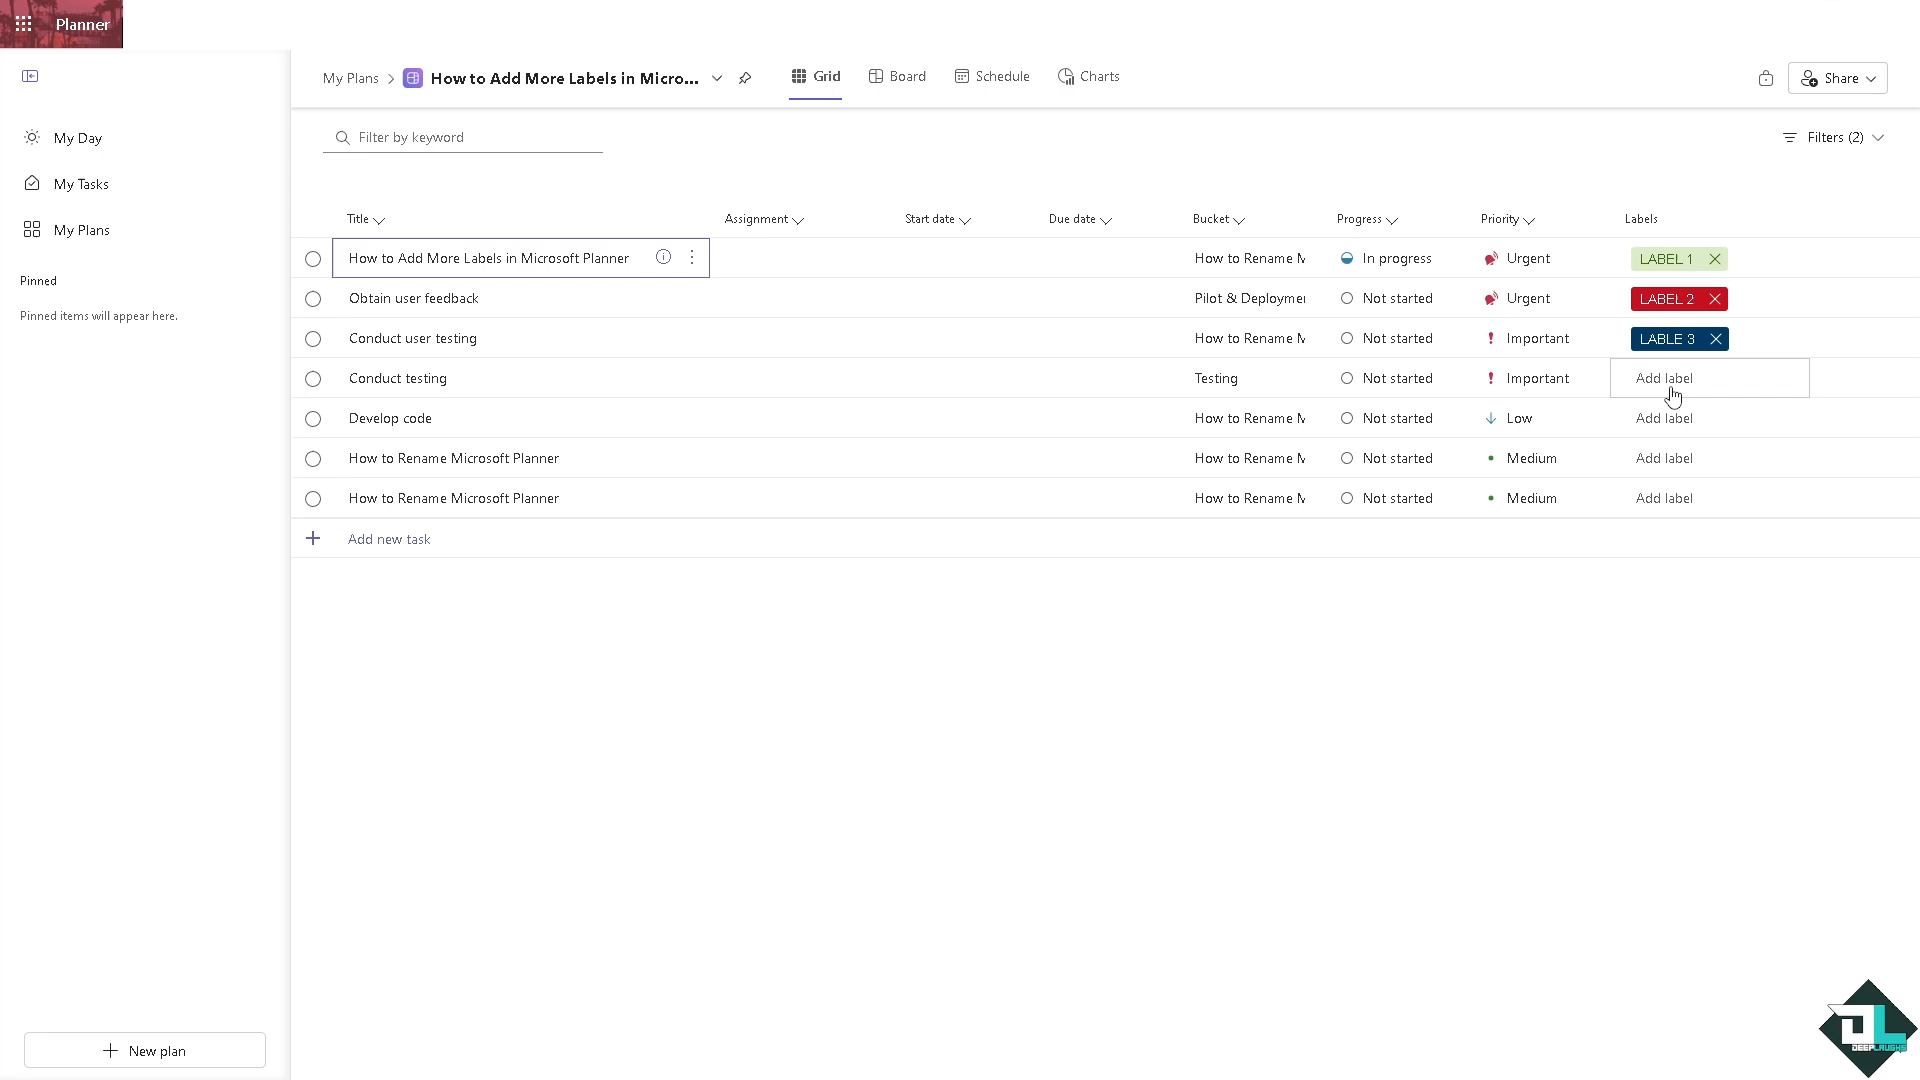 Planner
My Plans
How to Add More Labels in Micro...
Grid
Board
Schedule
Charts
Share
My Day
My Tasks
My Plans
Pinned
Pinned items will appear here.
Filter by keyword
Filters (2)
Title Assignment Start date Due date Bucket Progress Priority Labels
How to Add More Labels in Microsoft Planner How to Rename M In progress Urgent LABEL 1
Obtain user feedback Pilot & Deploymen Not started Urgent LABEL 2
Conduct user testing How to Rename M Not started Important LABLE 3
Conduct testing Testing Not started Important Add label
Develop code How to Rename M Not started Low Add label
How to Rename Microsoft Planner How to Rename M Not started Medium Add label
How to Rename Microsoft Planner How to Rename M Not started Medium Add label
Add new task
New plan
DEEPLAUGHS